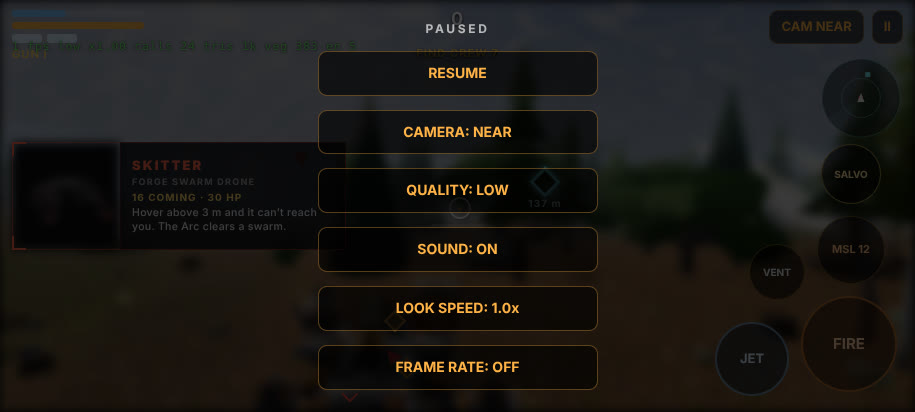 PAUSED
CAM NEAR
II
RESUME
CAMERA: NEAR
SKITTER
FORGE SWARM DRONE
16 COMING · 30 HP
Hover above 3 m and it can't reach
you. The Arc clears a swarm.
QUALITY: LOW
137 m
SALVO
SOUND: ON
MSL 12
VENT
LOOK SPEED: 1.0x
FIRE
JET
FRAME RATE: OFF